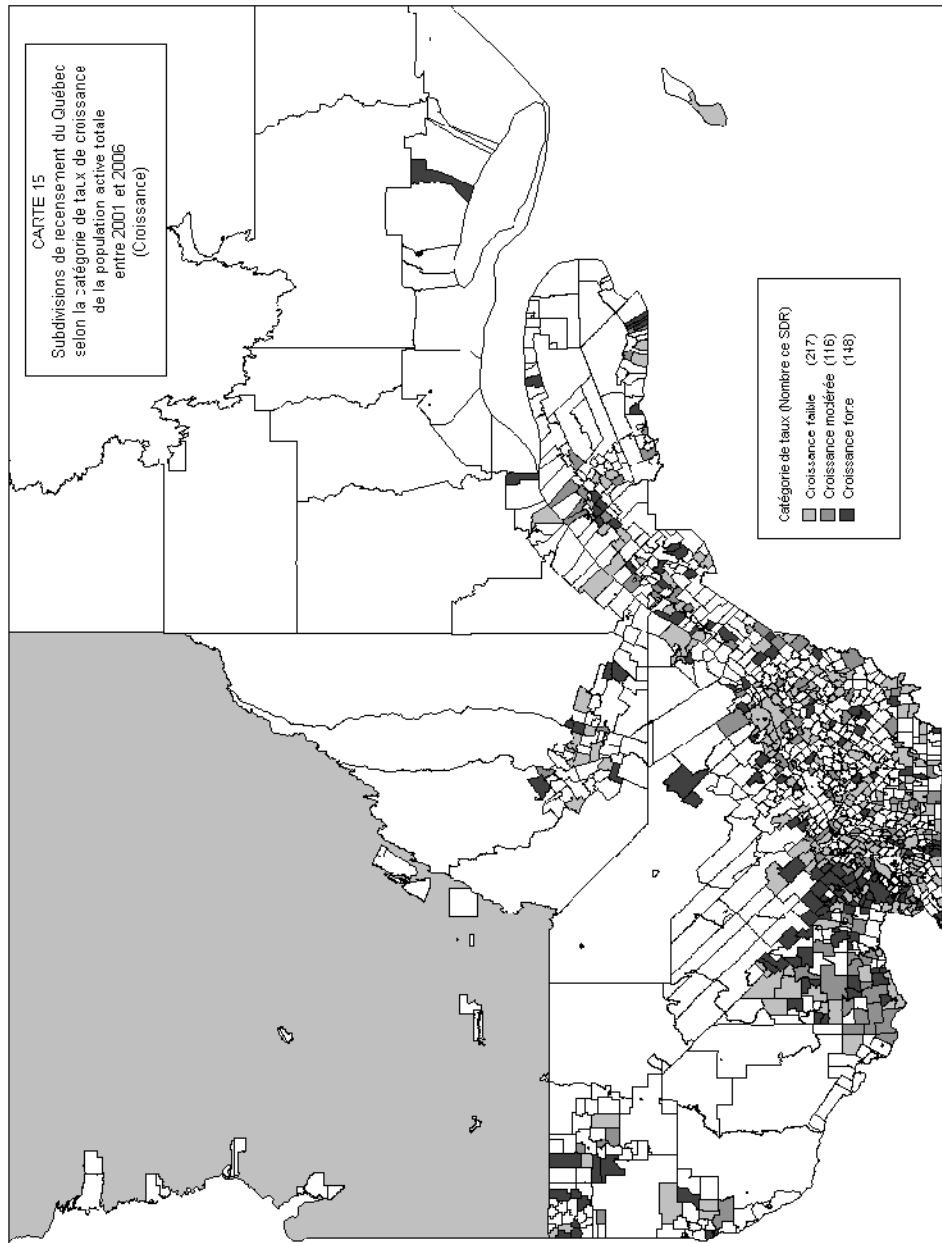 CARTE 15
Subdivisions de recensement du Québec
selon la catégorie de taux de croissance
de la population active totale
entre 2001 et 2006
(Croissance)
Catégorie de taux (Nombre ce SDR)
Croissance faible (217)
Croissance modérée (116)
Croissance forte (148)